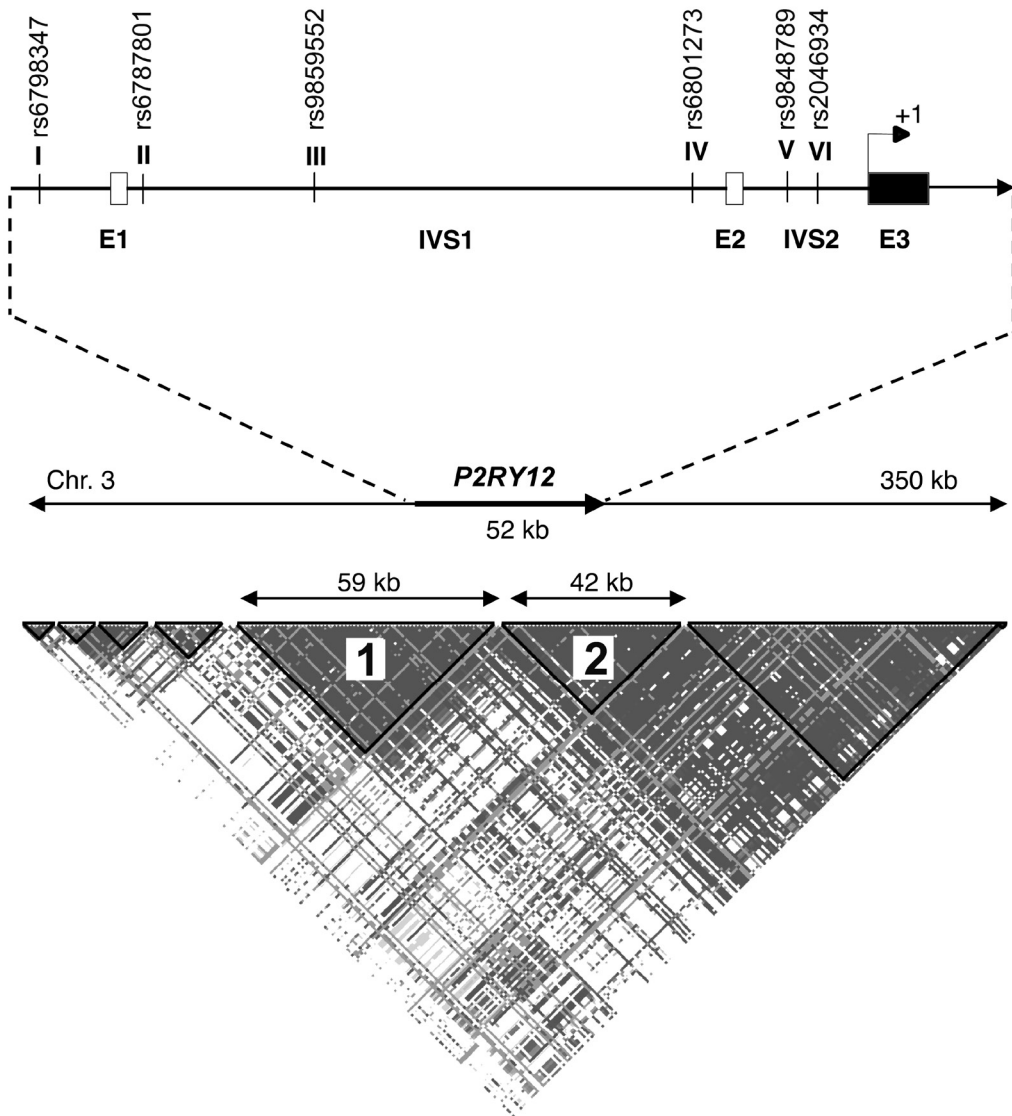 rs6798347
rs6787801
rs9859552
rs6801273
rs9848789
rs2046934
+1
I
II
III
IV
V
VI
E1
IVS1
E2
IVS2
E3
Chr. 3
P2RY12
350 kb
52 kb
59 kb
42 kb
1
2